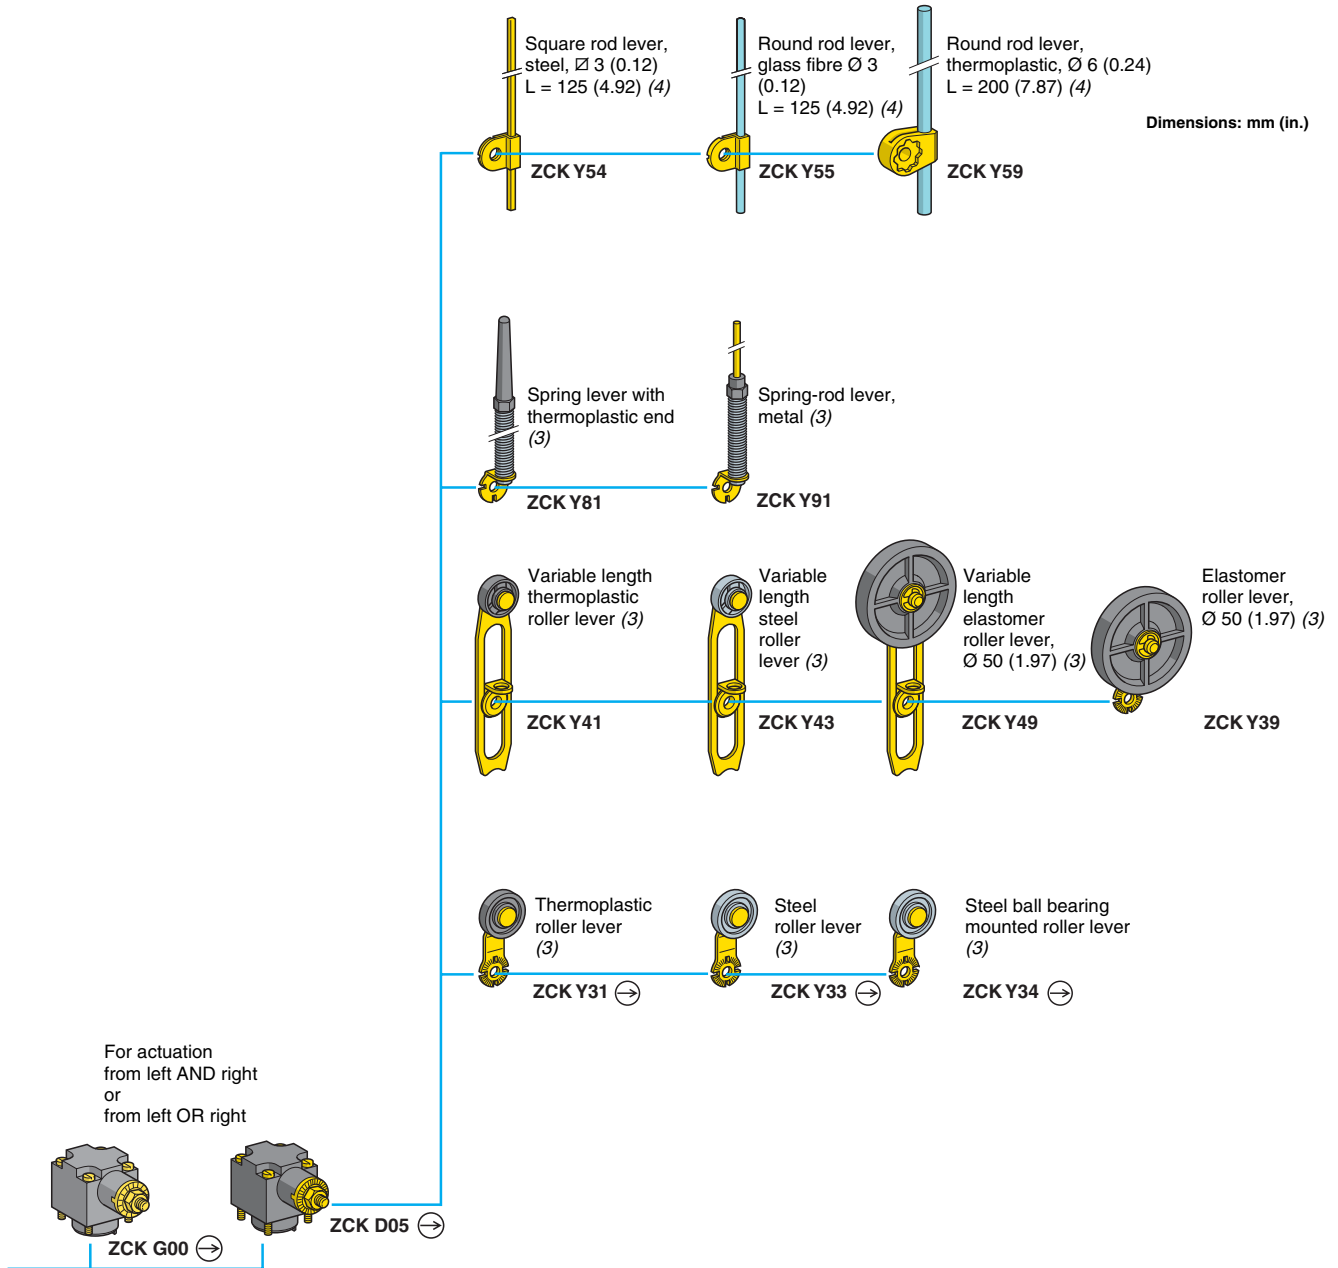 Square rod lever,
steel, ⍁ 3 (0.12)
L = 125 (4.92) (4)
ZCK Y54
Round rod lever,
glass fibre Ø 3
(0.12)
L = 125 (4.92) (4)
ZCK Y55
Round rod lever,
thermoplastic, Ø 6 (0.24)
L = 200 (7.87) (4)
ZCK Y59
Dimensions: mm (in.)
Spring lever with
thermoplastic end
(3)
ZCK Y81
Spring-rod lever,
metal (3)
ZCK Y91
Variable length
thermoplastic
roller lever (3)
ZCK Y41
Variable
length
steel
roller
lever (3)
ZCK Y43
Variable
length
elastomer
roller lever,
Ø 50 (1.97) (3)
ZCK Y49
Elastomer
roller lever,
Ø 50 (1.97) (3)
ZCK Y39
Thermoplastic
roller lever
(3)
ZCK Y31
Steel
roller lever
(3)
ZCK Y33
Steel ball bearing
mounted roller lever
(3)
ZCK Y34
For actuation
from left AND right
or
from left OR right
ZCK G00
ZCK D05